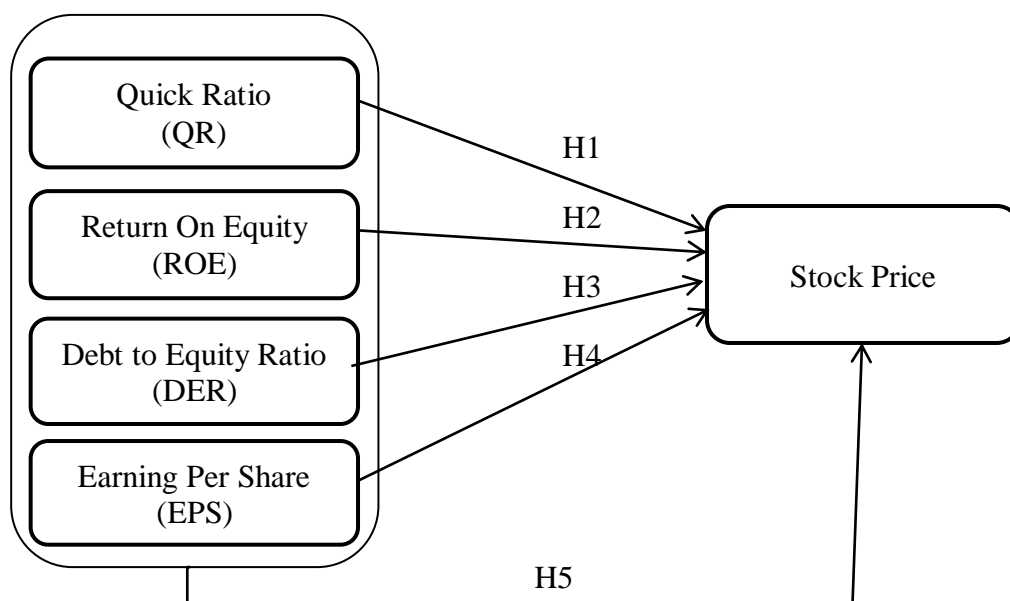 Quick Ratio
(QR)
H1
Return On Equity
(ROE)
H2
Stock Price
H3
Debt to Equity Ratio
(DER)
H4
Earning Per Share
(EPS)
H5